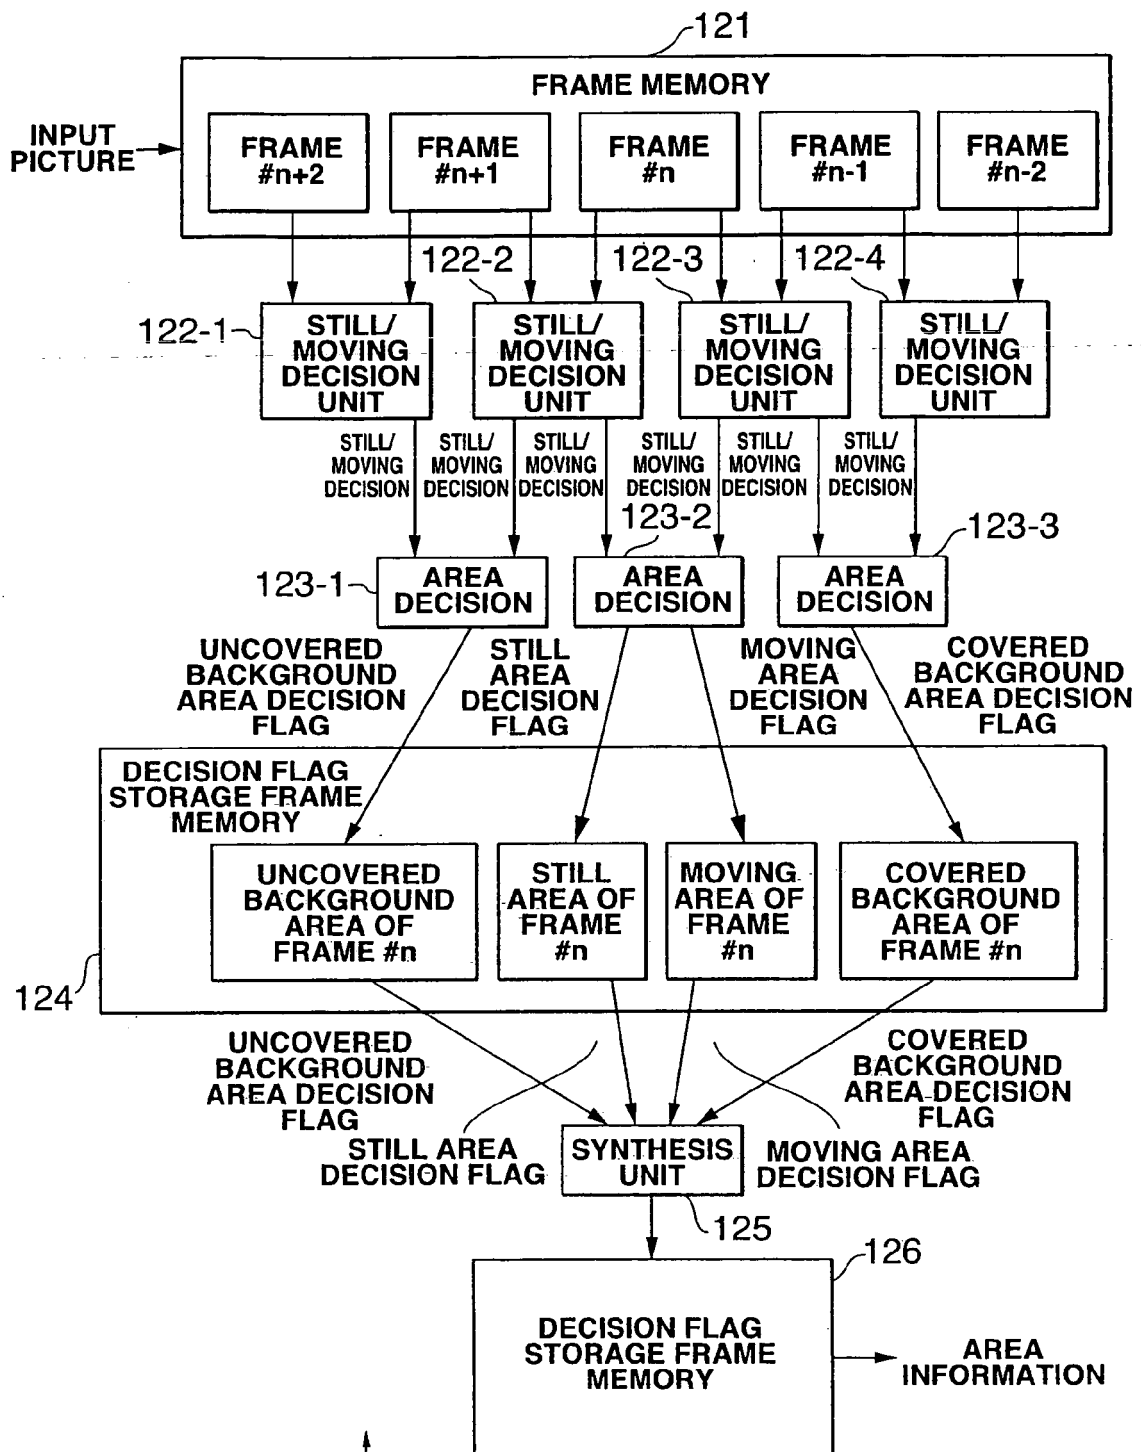 121
FRAME MEMORY
INPUT
PICTURE
FRAME
#n+2
FRAME
#n+1
FRAME
#n
FRAME
#n-1
FRAME
#n-2
122-1
122-2
122-3
122-4
STILL/
MOVING
DECISION
UNIT
STILL/
MOVING
DECISION
UNIT
STILL/
MOVING
DECISION
UNIT
STILL/
MOVING
DECISION
UNIT
STILL/
MOVING
DECISION
STILL/
MOVING
DECISION
STILL/
MOVING
DECISION
STILL/
MOVING
DECISION
STILL/
MOVING
DECISION
STILL/
MOVING
DECISION
123-1
123-2
123-3
AREA
DECISION
AREA
DECISION
AREA
DECISION
UNCOVERED
BACKGROUND
AREA DECISION
FLAG
STILL
AREA
DECISION
FLAG
MOVING
AREA
DECISION
FLAG
COVERED
BACKGROUND
AREA DECISION
FLAG
DECISION FLAG
STORAGE FRAME
MEMORY
UNCOVERED
BACKGROUND
AREA OF
FRAME #n
STILL
AREA OF
FRAME
#n
MOVING
AREA OF
FRAME
#n
COVERED
BACKGROUND
AREA OF
FRAME #n
124
UNCOVERED
BACKGROUND
AREA DECISION
FLAG
STILL AREA
DECISION FLAG
SYNTHESIS
UNIT
MOVING AREA
DECISION FLAG
COVERED
BACKGROUND
AREA DECISION
FLAG
125
126
DECISION FLAG
STORAGE FRAME
MEMORY
AREA
INFORMATION